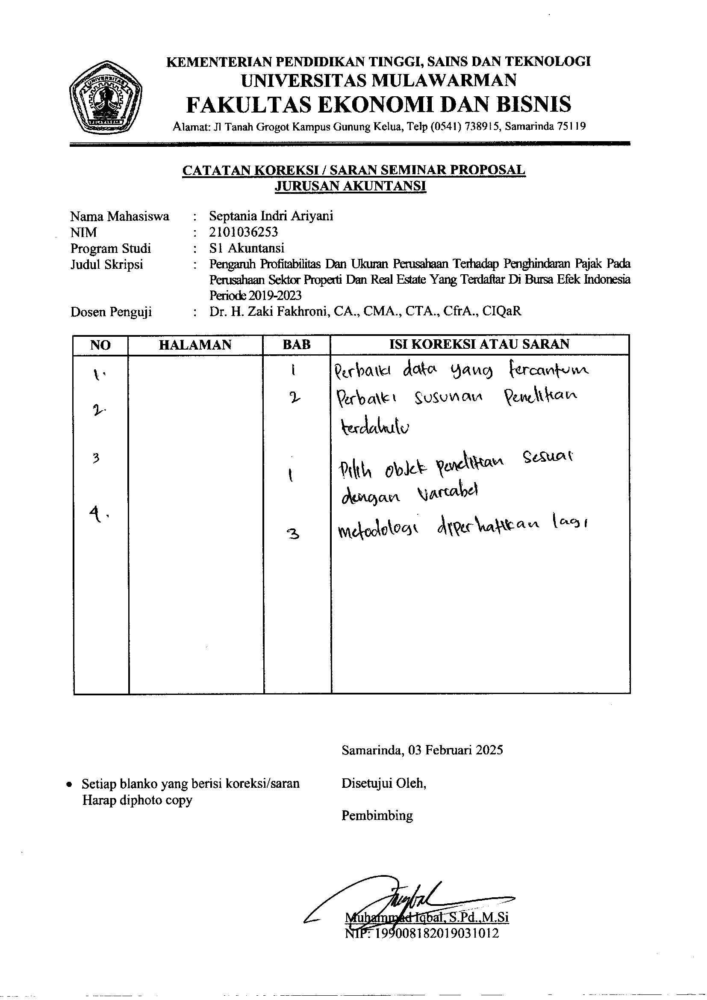 KEMENTERIAN PENDIDIKAN TINGGI, SAINS DAN TEKNOLOGI
UNIVERSITAS MULAWARMAN
FAKULTAS EKONOMI DAN BISNIS
Alamat: Jl Tanah Grogot Kampus Gunung Kelua, Telp (0541) 738915, Samarinda 75119
UNIVERSITAS
MULAWARMAN
CATATAN KOREKSI / SARAN SEMINAR PROPOSAL
JURUSAN AKUNTANSI
Nama Mahasiswa : Septania Indri Ariyani
NIM : 2101036253
Program Studi : S1 Akuntansi
Judul Skripsi : Pengaruh Profitabilitas Dan Ukuran Perusahaan Terhadap Penghindaran Pajak Pada
Perusahaan Sektor Properti Dan Real Estate Yang Terdaftar Di Bursa Efek Indonesia
Periode 2019-2023
Dosen Penguji : Dr. H. Zaki Fakhroni, CA., CMA., CTA., CfrA., CIQaR
NO HALAMAN BAB ISI KOREKSI ATAU SARAN
1. 1 Perbaiki data yang tercantum
2. 2 Perbaiki susunan Penelitian
terdahulu
3 1 Pilih objek penelitian sesuai
dengan variabel
4. 3 metodologi diperhatikan lagi
Samarinda, 03 Februari 2025
• Setiap blanko yang berisi koreksi/saran
Harap diphoto copy
Disetujui Oleh,
Pembimbing
Muhammad Iqbal, S.Pd.,M.Si
NIP: 199008182019031012